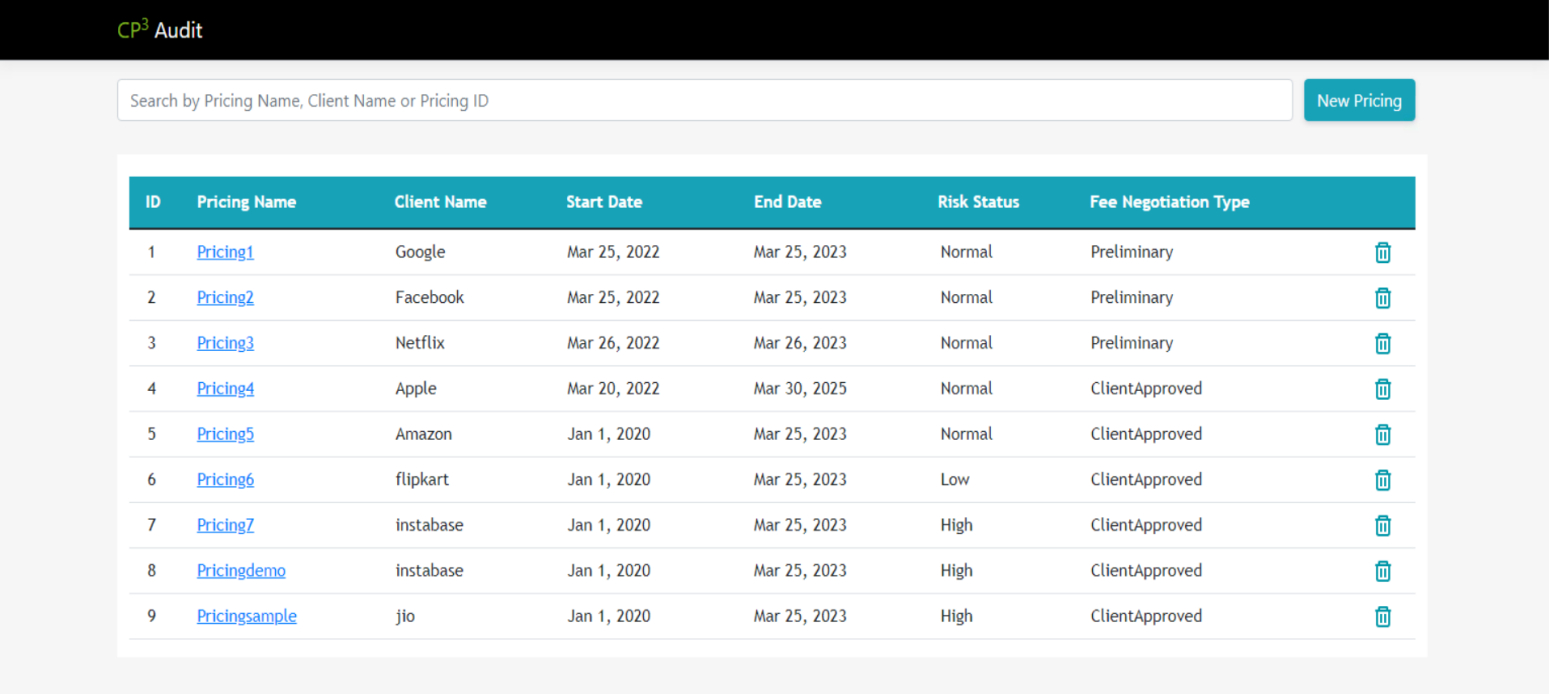 CP³ Audit
Search by Pricing Name, Client Name or Pricing ID New Pricing
ID Pricing Name Client Name Start Date End Date Risk Status Fee Negotiation Type
1 Pricing1 Google Mar 25, 2022 Mar 25, 2023 Normal Preliminary
2 Pricing2 Facebook Mar 25, 2022 Mar 25, 2023 Normal Preliminary
3 Pricing3 Netflix Mar 26, 2022 Mar 26, 2023 Normal Preliminary
4 Pricing4 Apple Mar 20, 2022 Mar 30, 2025 Normal ClientApproved
5 Pricing5 Amazon Jan 1, 2020 Mar 25, 2023 Normal ClientApproved
6 Pricing6 flipkart Jan 1, 2020 Mar 25, 2023 Low ClientApproved
7 Pricing7 instabase Jan 1, 2020 Mar 25, 2023 High ClientApproved
8 Pricingdemo instabase Jan 1, 2020 Mar 25, 2023 High ClientApproved
9 Pricingsample jio Jan 1, 2020 Mar 25, 2023 High ClientApproved